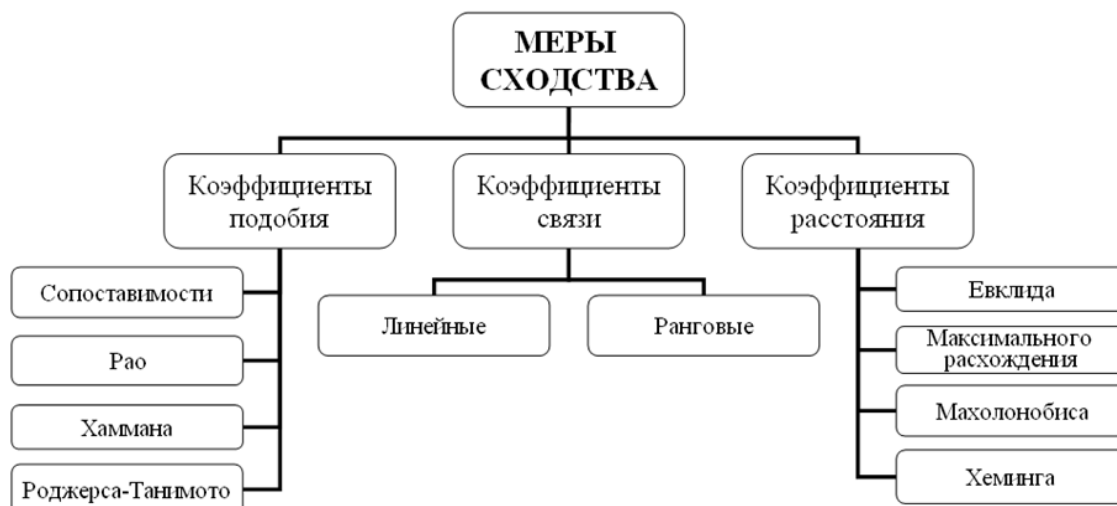 МЕРЫ
СХОДСТВА
Коэффициенты
подобия
Коэффициенты
связи
Коэффициенты
расстояния
Сопоставимости
Рао
Хаммана
Роджерса-Танимото
Линейные
Ранговые
Евклида
Максимального
расхождения
Махолонобиса
Хеминга